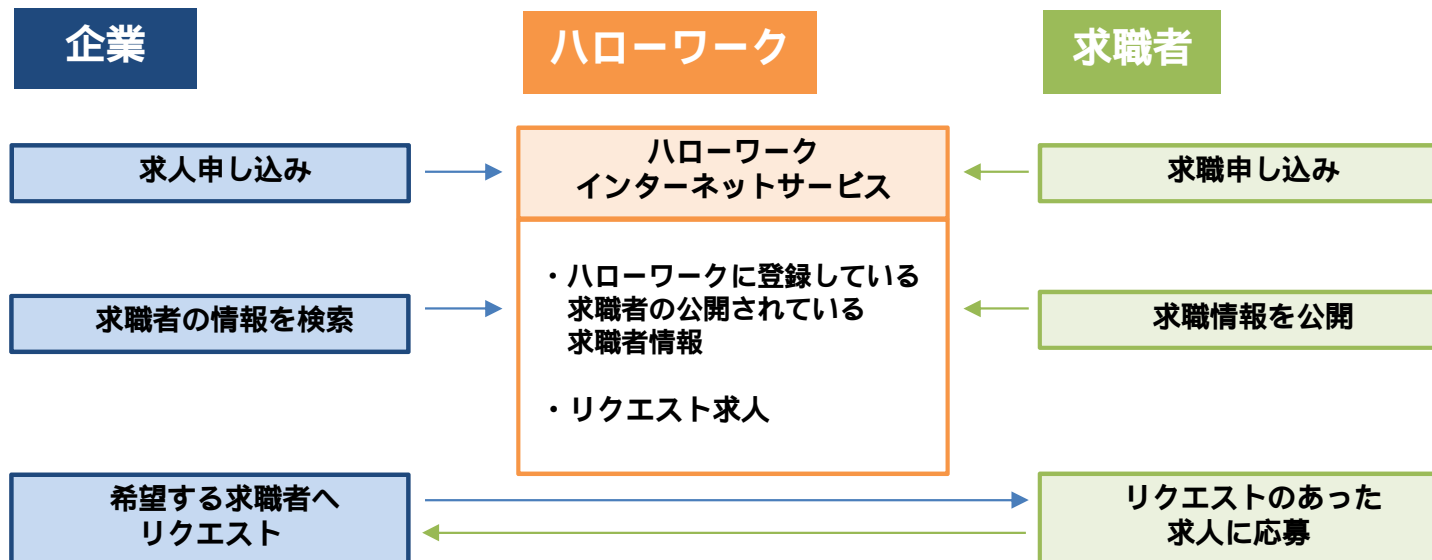 企業
ハローワーク
求職者
求人申し込み
ハローワーク
インターネットサービス
求職申し込み
求職者の情報を検索
・ハローワークに登録している
求職者の公開されている
求職者情報
・リクエスト求人
求職情報を公開
希望する求職者へ
リクエスト
リクエストのあった
求人に応募